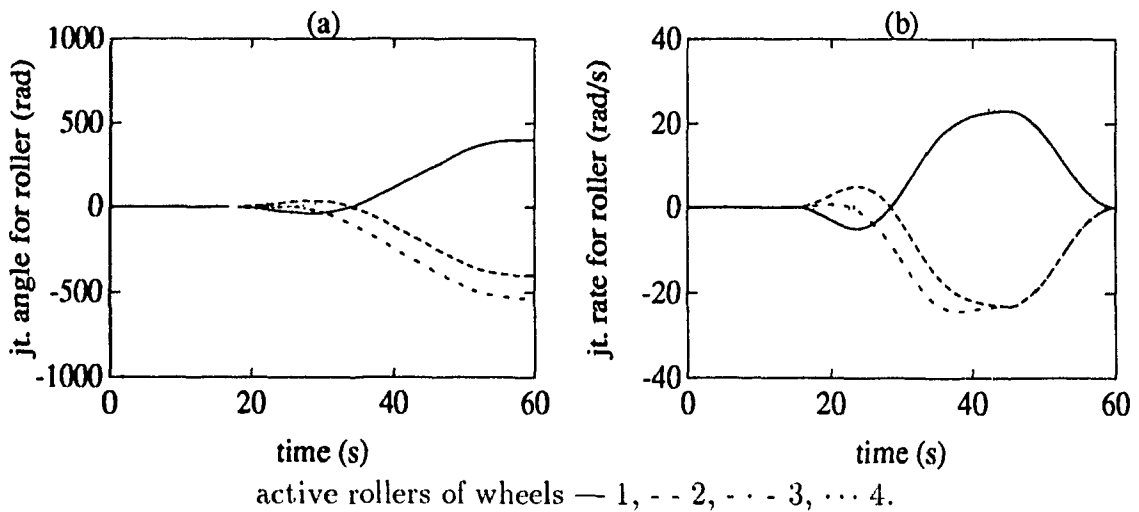 (a)
(b)
jt. angle for roller (rad)
1000
500
0
-500
-1000
0 20 40 60
time (s)
jt. rate for roller (rad/s)
40
20
0
-20
-40
0 20 40 60
time (s)
active rollers of wheels — 1, - - 2, - · - 3, ··· 4.